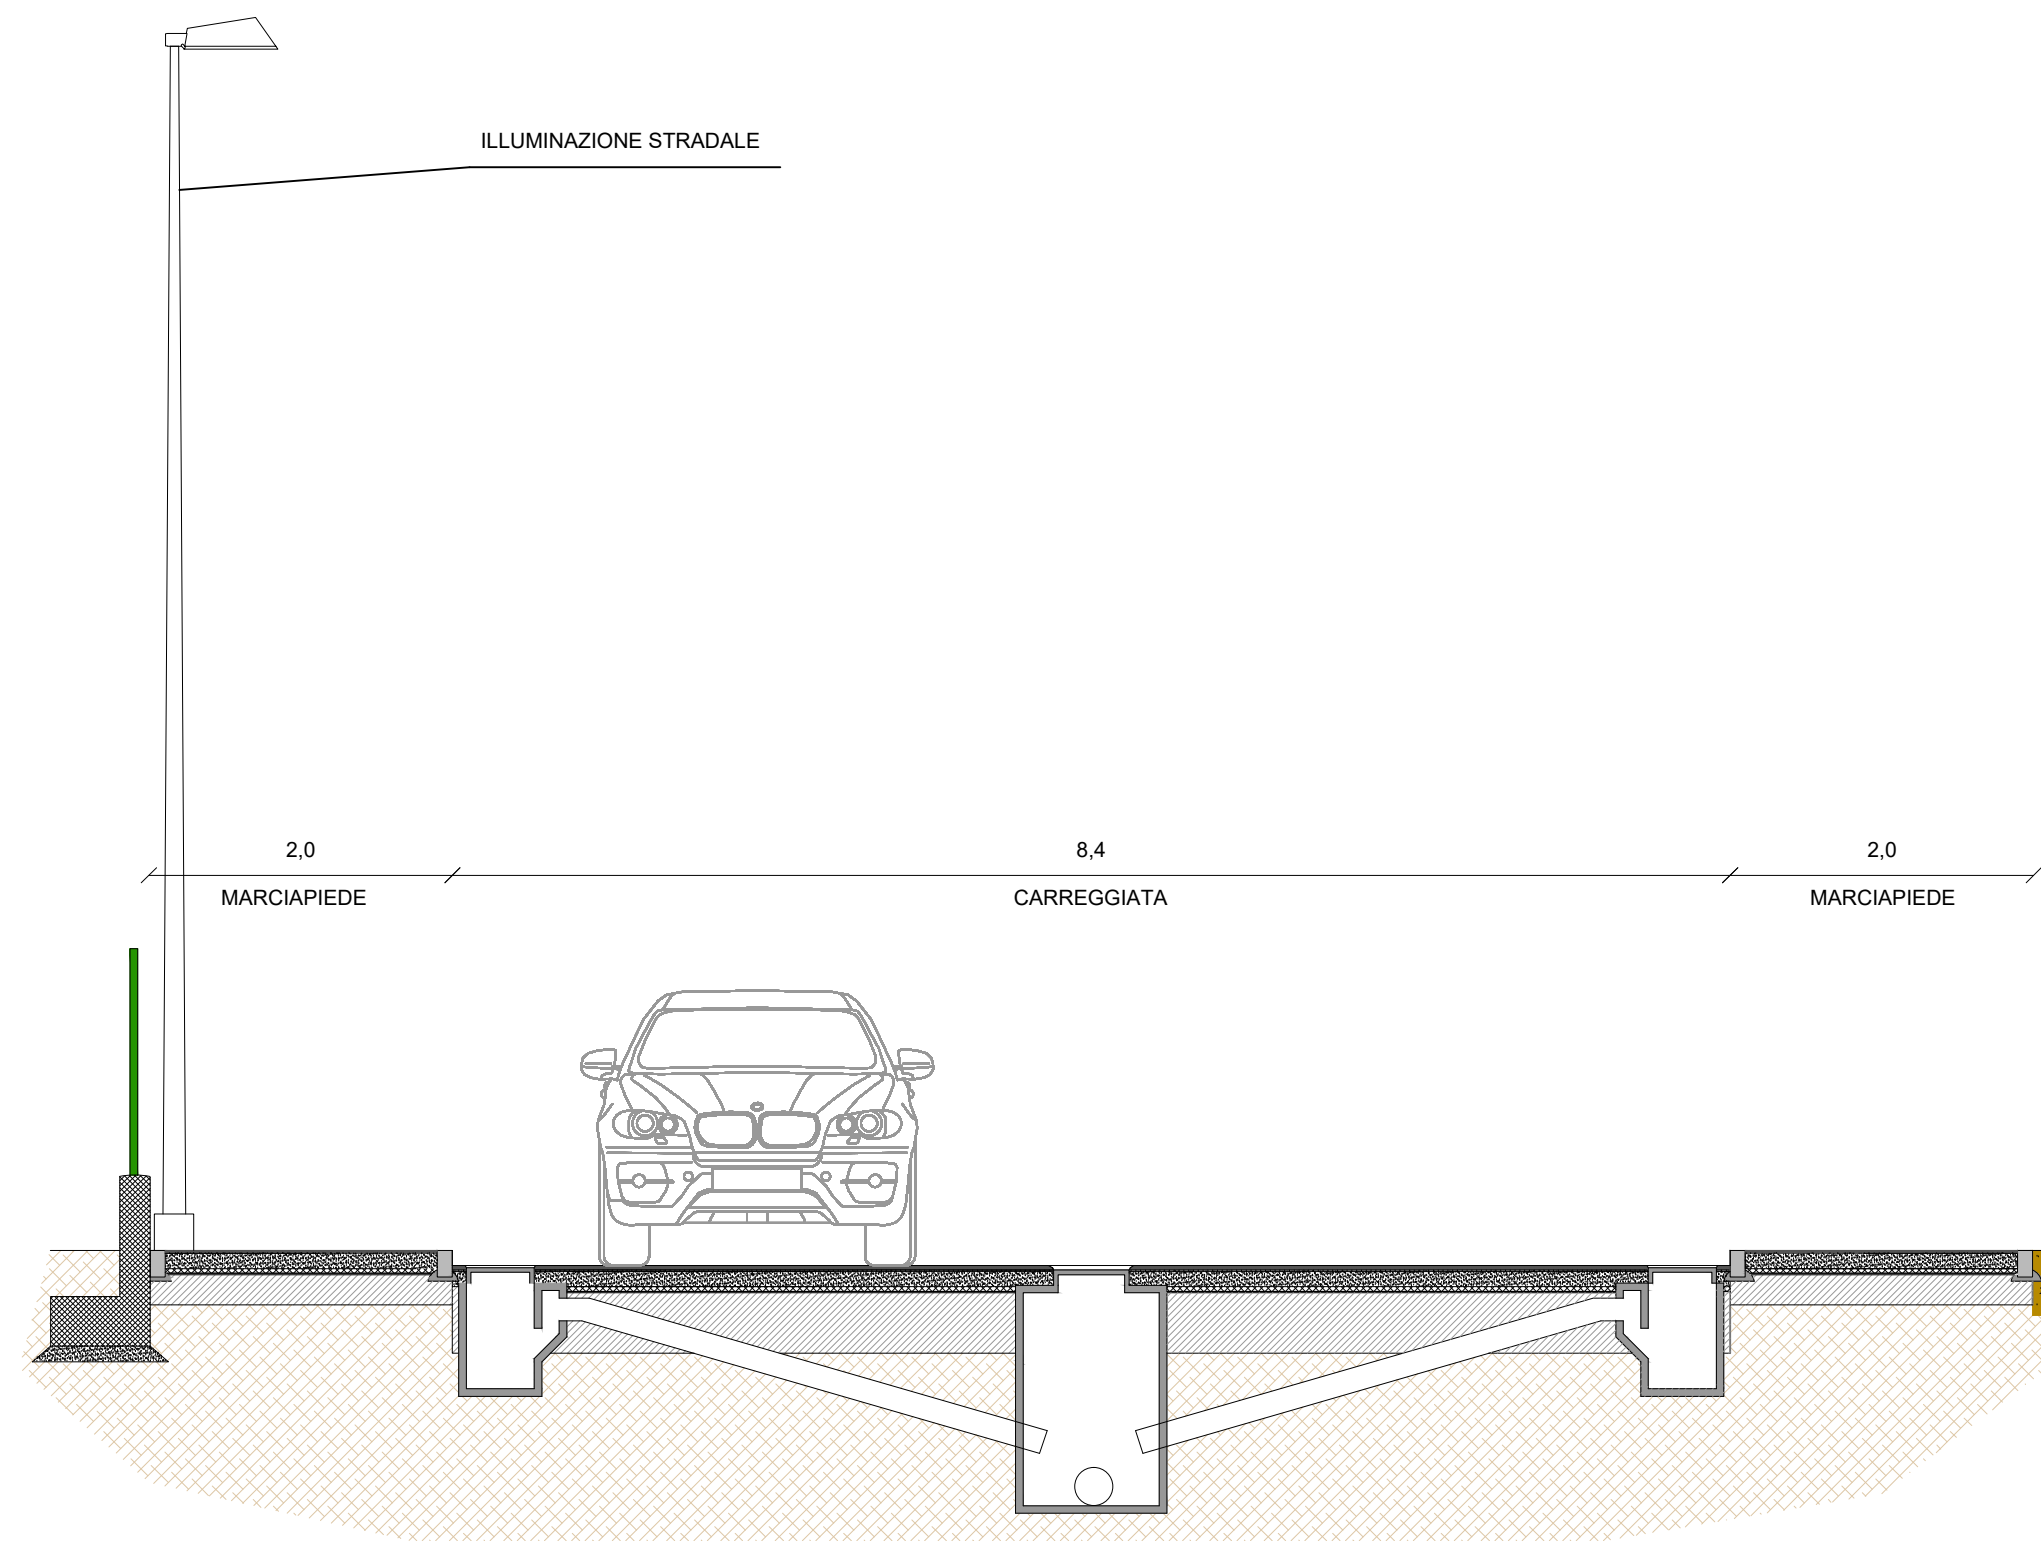 ILLUMINAZIONE STRADALE
2,0
8,4
2,0
MARCIAPIEDE
CARREGGIATA
MARCIAPIEDE